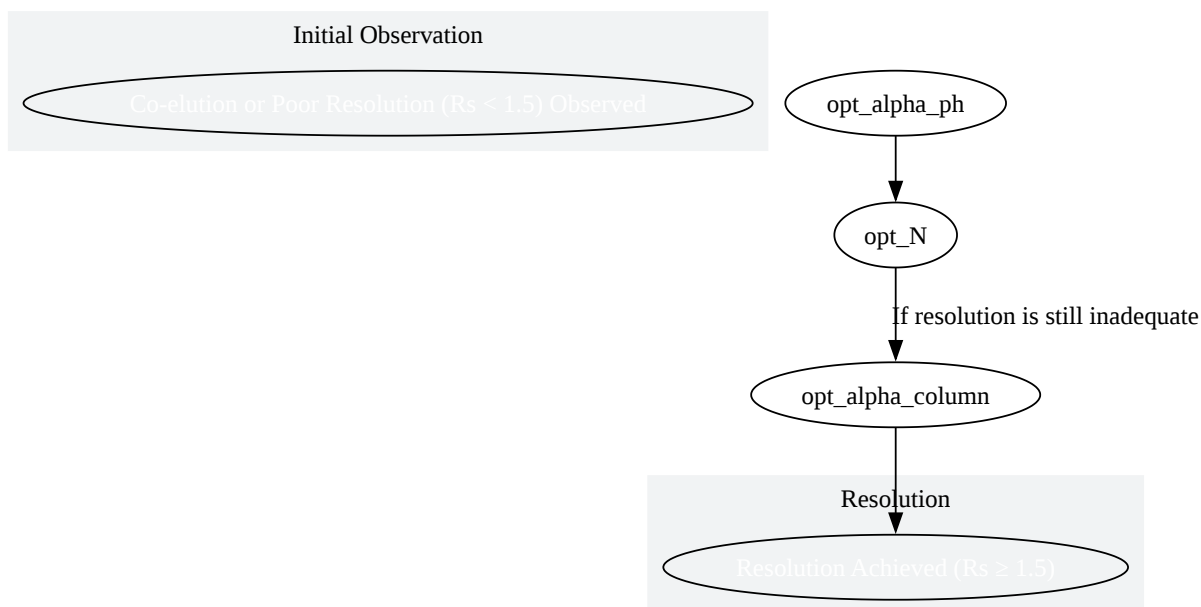 Initial Observation
Co-elution or Poor Resolution (Rs < 1.5) Observed
opt_alpha_ph
opt_N
If resolution is still inadequate
opt_alpha_column
Resolution
Resolution Achieved (Rs ≥ 1.5)